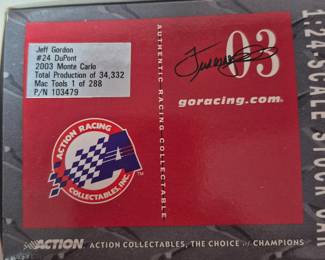 Jeff Gordon
#24 DuPont
2003 Monte Carlo
Total Production of 34,332
Mac Tools 1 of 288
P/N 103479
AUTHENTIC RACING COLLECTABLE
03
goracing.com®
ACTION RACING
COLLECTABLES, INC.
TM
1:24-SCALE STOCK CAR
ACTION ACTION COLLECTABLES, THE CHOICE of CHAMPIONS